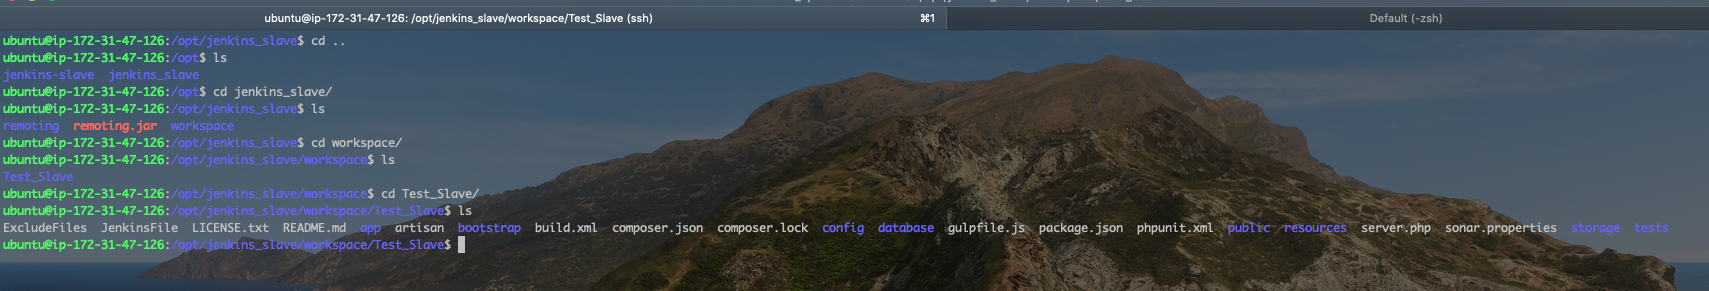 ubuntu@ip-172-31-47-126: /opt/jenkins_slave/workspace/Test_Slave (ssh) ⌘1 Default (-zsh)
ubuntu@ip-172-31-47-126:/opt/jenkins_slave$ cd ..
ubuntu@ip-172-31-47-126:/opt$ ls
jenkins-slave  jenkins_slave
ubuntu@ip-172-31-47-126:/opt$ cd jenkins_slave/
ubuntu@ip-172-31-47-126:/opt/jenkins_slave$ ls
remoting  remoting.jar  workspace
ubuntu@ip-172-31-47-126:/opt/jenkins_slave$ cd workspace/
ubuntu@ip-172-31-47-126:/opt/jenkins_slave/workspace$ ls
Test_Slave
ubuntu@ip-172-31-47-126:/opt/jenkins_slave/workspace$ cd Test_Slave/
ubuntu@ip-172-31-47-126:/opt/jenkins_slave/workspace/Test_Slave$ ls
ExcludeFiles  JenkinsFile  LICENSE.txt  README.md  app  artisan  bootstrap  build.xml  composer.json  composer.lock  config  database  gulpfile.js  package.json  phpunit.xml  public  resources  server.php  sonar.properties  storage  tests
ubuntu@ip-172-31-47-126:/opt/jenkins_slave/workspace/Test_Slave$